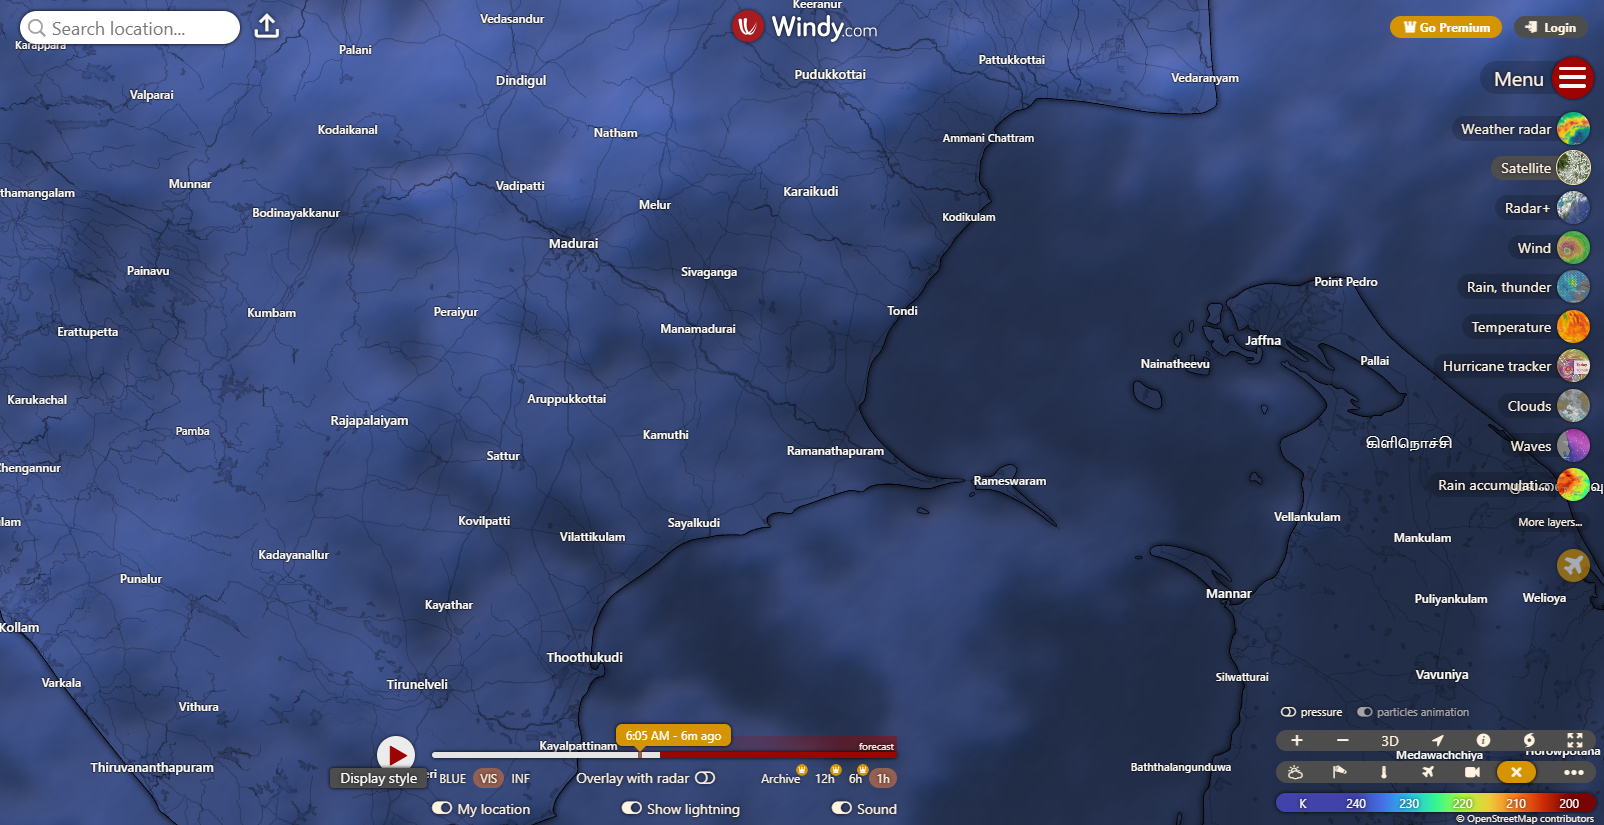 Search location...
Windy.com
Go Premium
Login
Menu
Weather radar
Satellite
Radar+
Wind
Rain, thunder
Temperature
Hurricane tracker
Clouds
Waves
Rain accumulati...
More layers...
Keeranur
Vedasandur
Karappara
Palani
Pattukkottai
Dindigul
Pudukkottai
Vedaranyam
Valparai
Kodaikanal
Natham
Ammani Chattram
Munnar
Vadipatti
Karaikudi
thamangalam
Melur
Bodinayakkanur
Kodikulam
Madurai
Painavu
Sivaganga
Point Pedro
Kumbam
Peraiyur
Tondi
Erattupetta
Manamadurai
Jaffna
Nainatheevu
Pallai
Karukachal
Aruppukkottai
Rajapalaiyam
Pamba
Kamuthi
கிளிநொச்சி
Ramanathapuram
Sattur
Chengannur
Rameswaram
Vellankulam
lam
Kovilpatti
Sayalkudi
Vilattikulam
Mankulam
Kadayanallur
Punalur
Mannar
Puliyankulam
Welioya
Kayathar
Kollam
Thoothukudi
Vavuniya
Silwatturai
Varkala
Tirunelveli
Vithura
Kayalpattinam
Thiruvananthapuram
Baththalangunduwa
Medawachchiya
Horowpotana
6:05 AM - 6m ago
forecast
Display style
eri
BLUE
VIS
INF
Overlay with radar
Archive
12h
6h
1h
My location
Show lightning
Sound
pressure
particles animation
3D
K 240 230 220 210 200
© OpenStreetMap contributors